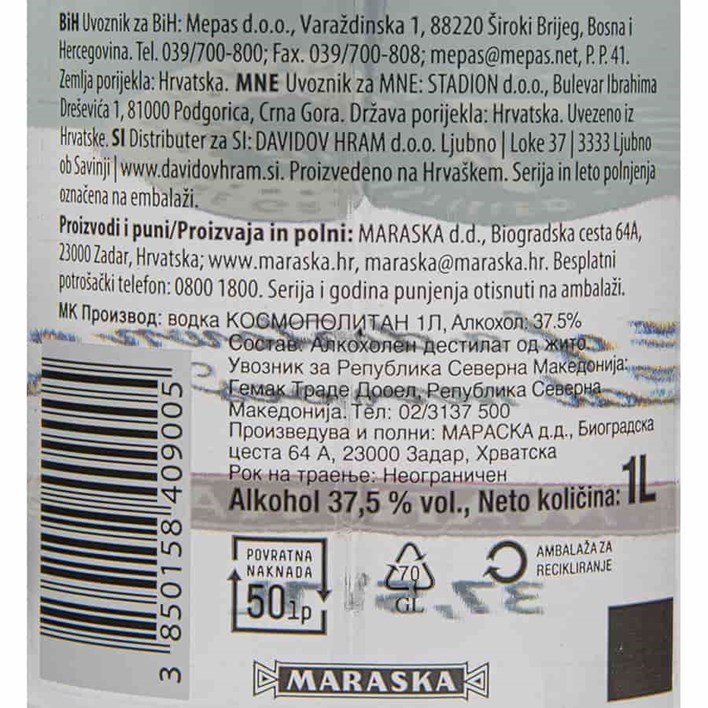 BiH Uvoznik za BiH: Mepas d.o.o., Varaždinska 1, 88220 Široki Brijeg, Bosna i
Hercegovina. Tel. 039/700-800; Fax. 039/700-808; mepas@mepas.net, P. P. 41.
Zemlja porijekla: Hrvatska. MNE Uvoznik za MNE: STADION d.o.o., Bulevar Ibrahima
Dreševića 1, 81000 Podgorica, Crna Gora. Država porijekla: Hrvatska. Uvezeno iz
Hrvatske. SI Distributer za SI: DAVIDOV HRAM d.o.o. Ljubno | Loke 37 | 3333 Ljubno
ob Savinji | www.davidovhram.si. Proizvedeno na Hrvaškem. Serija in leto polnjenja
označena na embalaži.
Proizvodi i puni/Proizvaja in polni: MARASKA d.d., Biogradska cesta 64A,
23000 Zadar, Hrvatska; www.maraska.hr, maraska@maraska.hr. Besplatni
potrošački telefon: 0800 1800. Serija i godina punjenja otisnuti na ambalaži.
МК Производ: водка КОСМОПОЛИТАН 1Л, Алкохол: 37.5%
Состав: Алкохолен дестилат од жито.
Увозник за Република Северна Македонија:
Гемак Траде Дооел, Република Северна
Македонија. Тел: 02/3137 500
Произведува и полни: МАРАСКА д.д., Биоградска
цеста 64 А, 23000 Задар, Хрватска
Рок на траење: Неограничен
Alkohol 37,5 % vol., Neto količina: 1L
3 850158 409005
POVRATNA
NAKNADA
50 lp
70
GL
AMBALAŽA ZA
RECIKLIRANJE
MARASKA